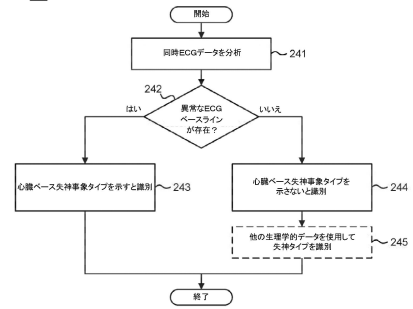 開始
同時ECGデータを分析
241
242
異常なECG
ベースライン
が存在？
はい
いいえ
心臓ベース失神事象タイプを示すと識別
243
心臓ベース失神事象タイプを
示さないと識別
244
他の生理学的データを使用して
失神タイプを識別
245
終了